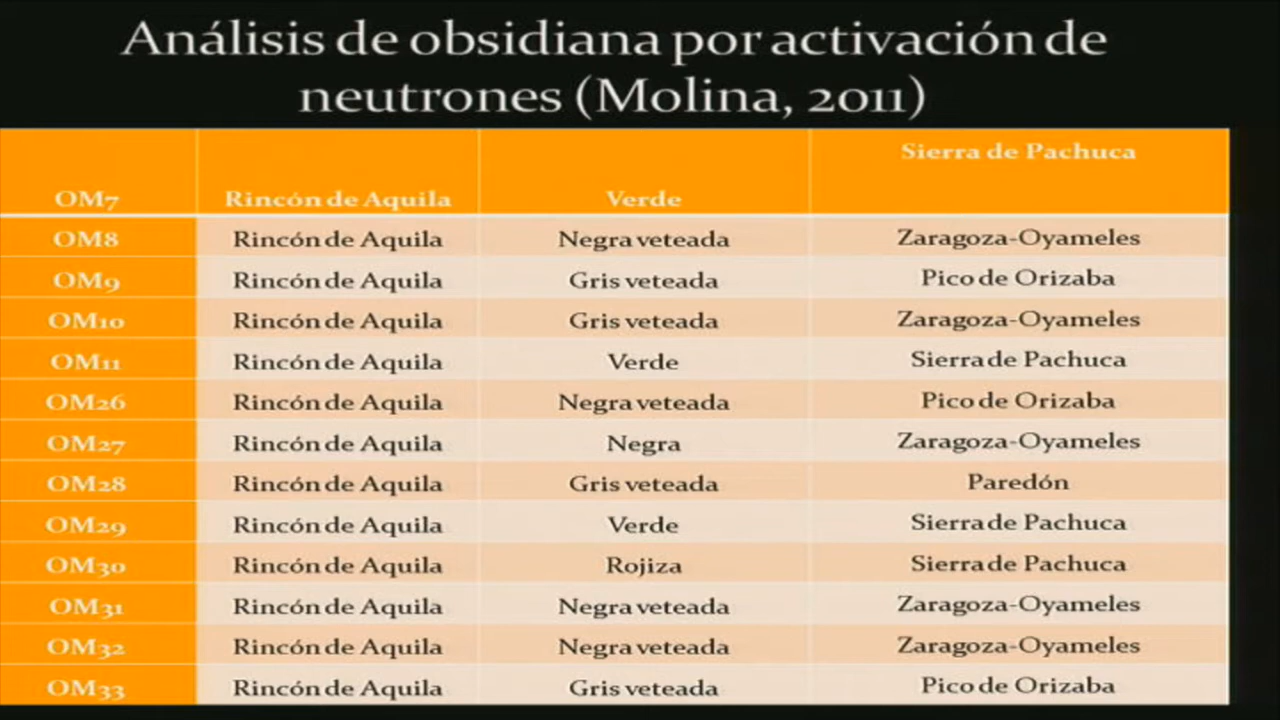 Análisis de obsidiana por activación de
neutrones (Molina, 2011)
OM7 Rincón de Aquila Verde Sierra de Pachuca
OM8 Rincón de Aquila Negra veteada Zaragoza-Oyameles
OM9 Rincón de Aquila Gris veteada Pico de Orizaba
OM10 Rincón de Aquila Gris veteada Zaragoza-Oyameles
OM11 Rincón de Aquila Verde Sierra de Pachuca
OM26 Rincón de Aquila Negra veteada Pico de Orizaba
OM27 Rincón de Aquila Negra Zaragoza-Oyameles
OM28 Rincón de Aquila Gris veteada Paredón
OM29 Rincón de Aquila Verde Sierra de Pachuca
OM30 Rincón de Aquila Rojiza Sierra de Pachuca
OM31 Rincón de Aquila Negra veteada Zaragoza-Oyameles
OM32 Rincón de Aquila Negra veteada Zaragoza-Oyameles
OM33 Rincón de Aquila Gris veteada Pico de Orizaba